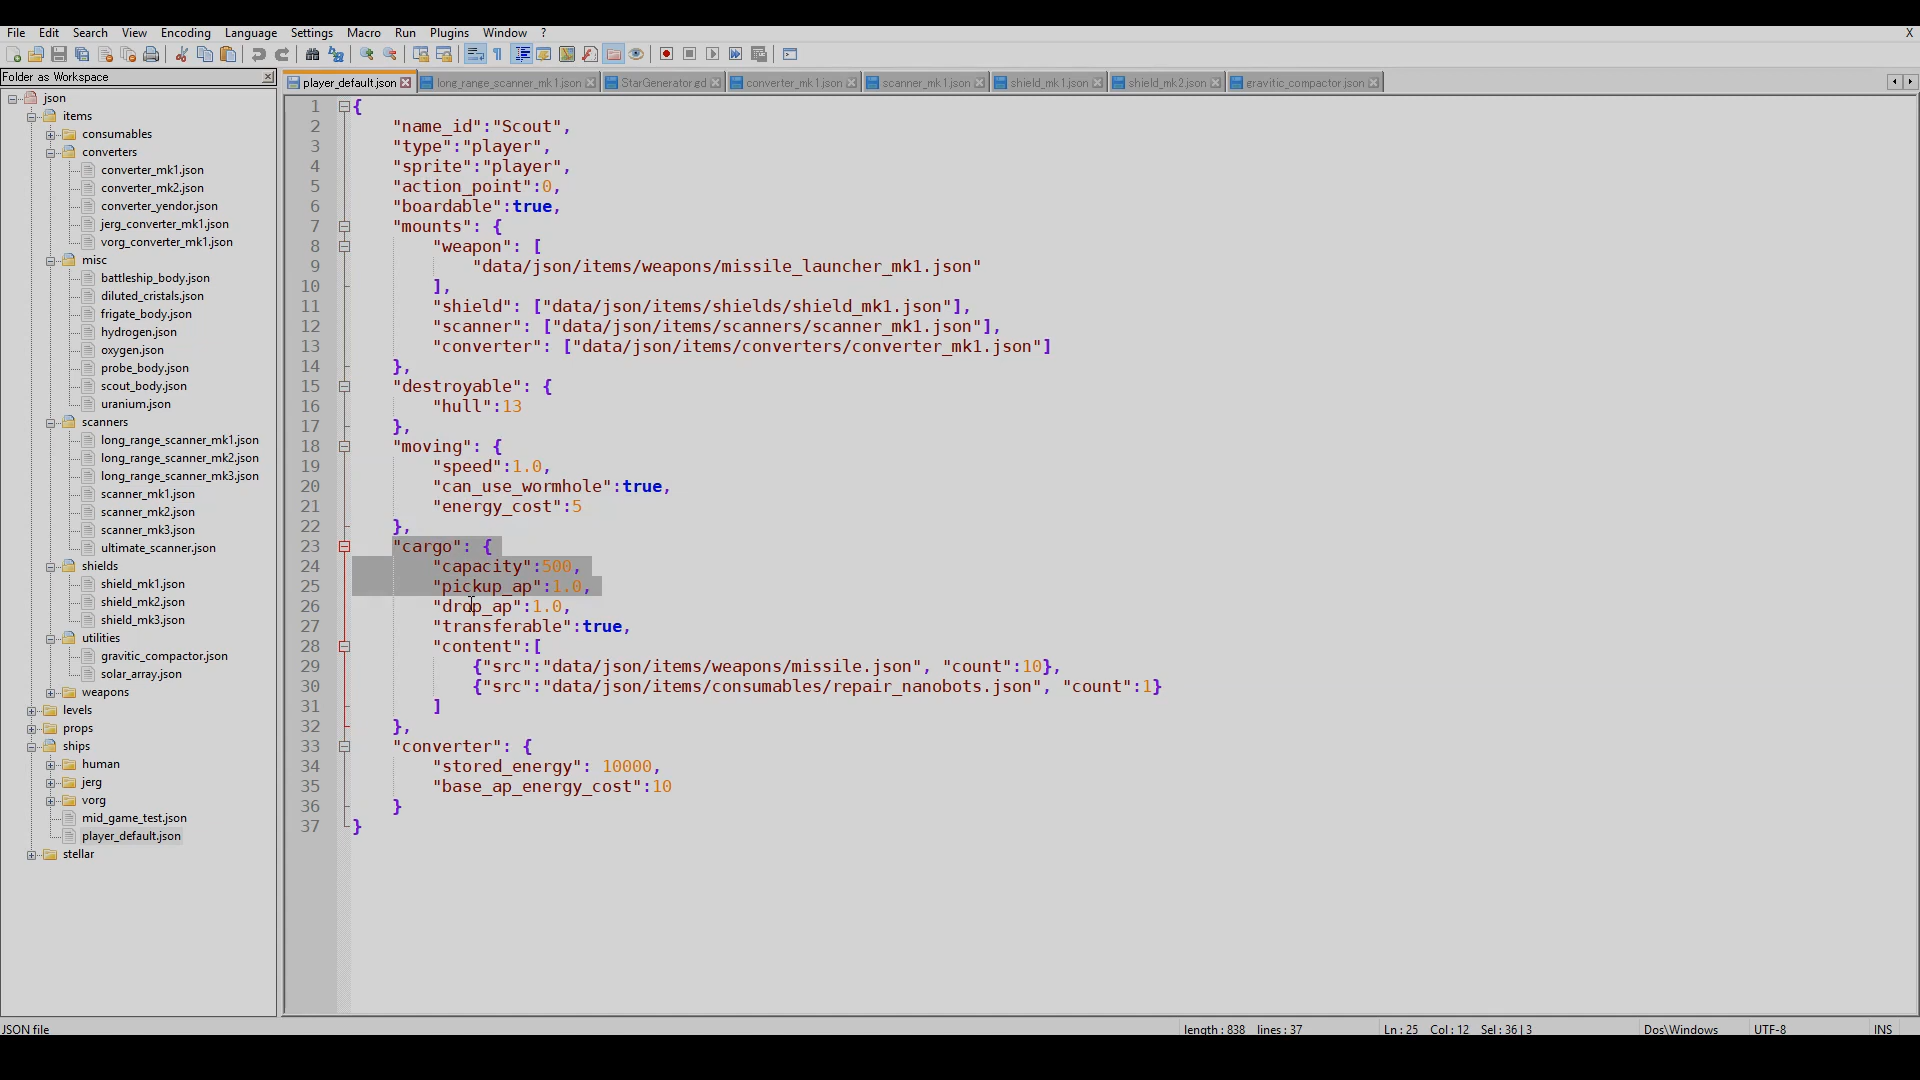 File Edit Search View Encoding Language Settings Macro Run Plugins Window ? X
Folder as Workspace
player_default.json long_range_scanner_mk1.json StarGenerator.gd converter_mk1.json scanner_mk1.json shield_mk1.json shield_mk2.json gravitic_compactor.json
json
items
consumables
converters
converter_mk1.json
converter_mk2.json
converter_yendor.json
jerg_converter_mk1.json
vorg_converter_mk1.json
misc
battleship_body.json
diluted_cristals.json
frigate_body.json
hydrogen.json
oxygen.json
probe_body.json
scout_body.json
uranium.json
scanners
long_range_scanner_mk1.json
long_range_scanner_mk2.json
long_range_scanner_mk3.json
scanner_mk1.json
scanner_mk2.json
scanner_mk3.json
ultimate_scanner.json
shields
shield_mk1.json
shield_mk2.json
shield_mk3.json
utilities
gravitic_compactor.json
solar_array.json
weapons
levels
props
ships
human
jerg
vorg
mid_game_test.json
player_default.json
stellar
1 {
2 "name_id":"Scout",
3 "type":"player",
4 "sprite":"player",
5 "action_point":0,
6 "boardable":true,
7 "mounts": {
8 "weapon": [
9 "data/json/items/weapons/missile_launcher_mk1.json"
10 ],
11 "shield": ["data/json/items/shields/shield_mk1.json"],
12 "scanner": ["data/json/items/scanners/scanner_mk1.json"],
13 "converter": ["data/json/items/converters/converter_mk1.json"]
14 },
15 "destroyable": {
16 "hull":13
17 },
18 "moving": {
19 "speed":1.0,
20 "can_use_wormhole":true,
21 "energy_cost":5
22 },
23 "cargo": {
24 "capacity":500,
25 "pickup_ap":1.0,
26 "drop_ap":1.0,
27 "transferable":true,
28 "content":[
29 {"src":"data/json/items/weapons/missile.json", "count":10},
30 {"src":"data/json/items/consumables/repair_nanobots.json", "count":1}
31 ]
32 },
33 "converter": {
34 "stored_energy": 10000,
35 "base_ap_energy_cost":10
36 }
37 }
JSON file length : 838 lines : 37 Ln : 25 Col : 12 Sel : 36 | 3 Dos\Windows UTF-8 INS